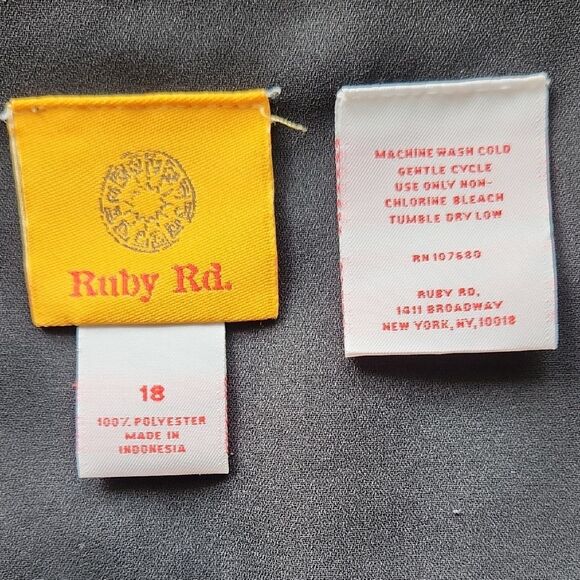 Ruby Rd.
18
100% POLYESTER
MADE IN
INDONESIA
MACHINE WASH COLD
GENTLE CYCLE
USE ONLY NON-
CHLORINE BLEACH
TUMBLE DRY LOW
RN 107680
RUBY RD,
1411 BROADWAY
NEW YORK, NY, 10018